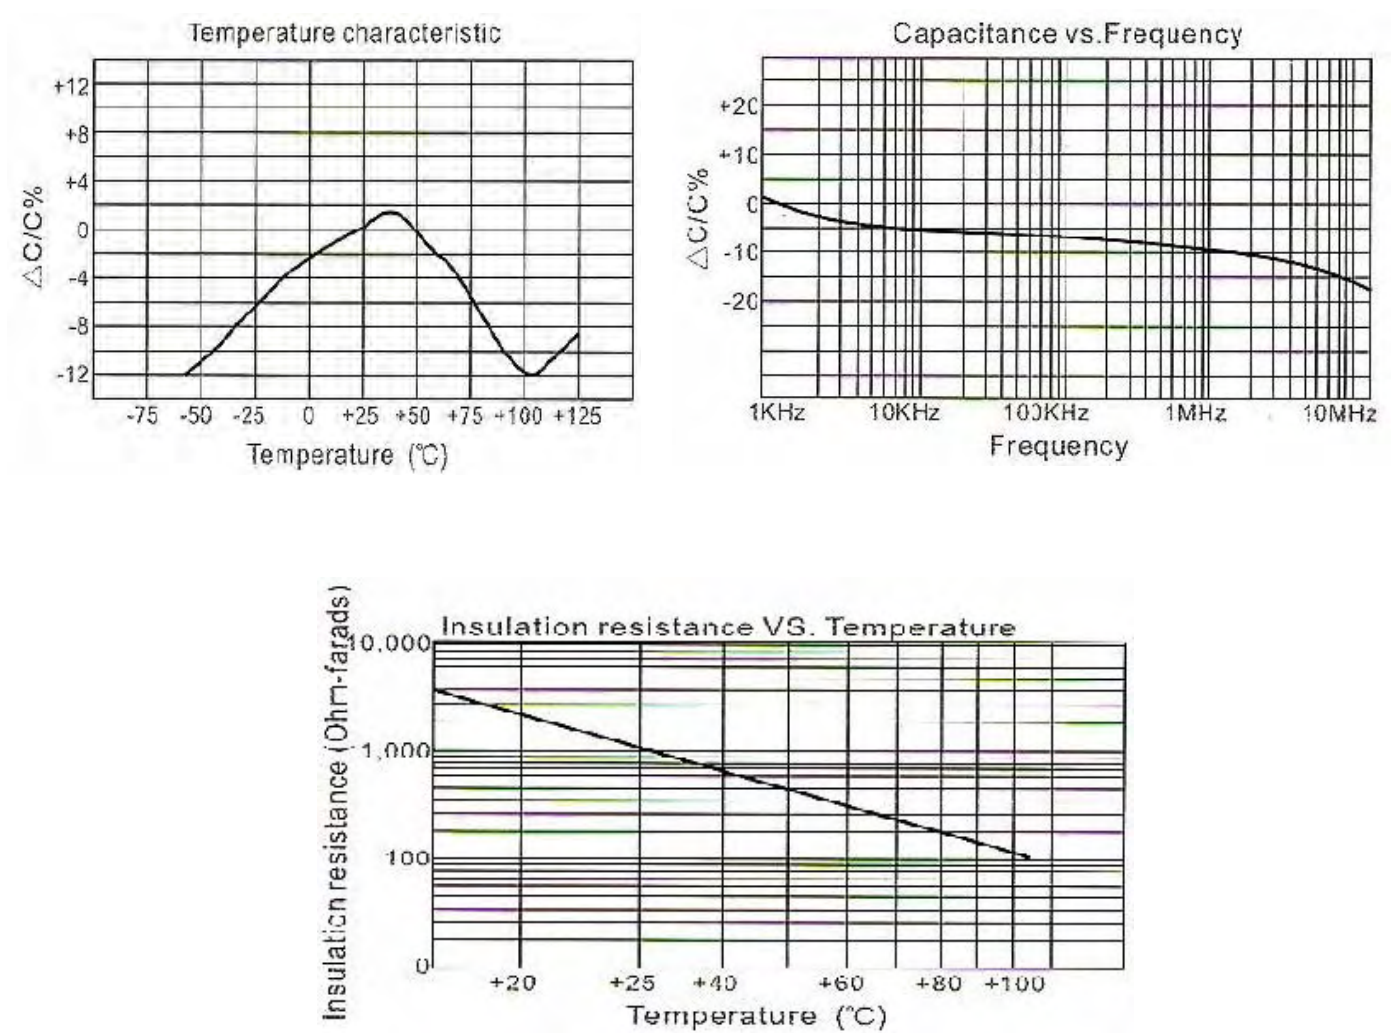 Temperature characteristic
△C/C%
+12
+8
+4
0
-4
-8
-12
-75 -50 -25 0 +25 +50 +75 +100 +125
Temperature (℃)
Capacitance vs.Frequency
△C/C%
+20
+10
0
-10
-20
1KHz 10KHz 100KHz 1MHz 10MHz
Frequency
Insulation resistance VS. Temperature
Insulation resistance (Ohm-farads)
10,000
1,000
100
0
+20 +25 +40 +60 +80 +100
Temperature (℃)